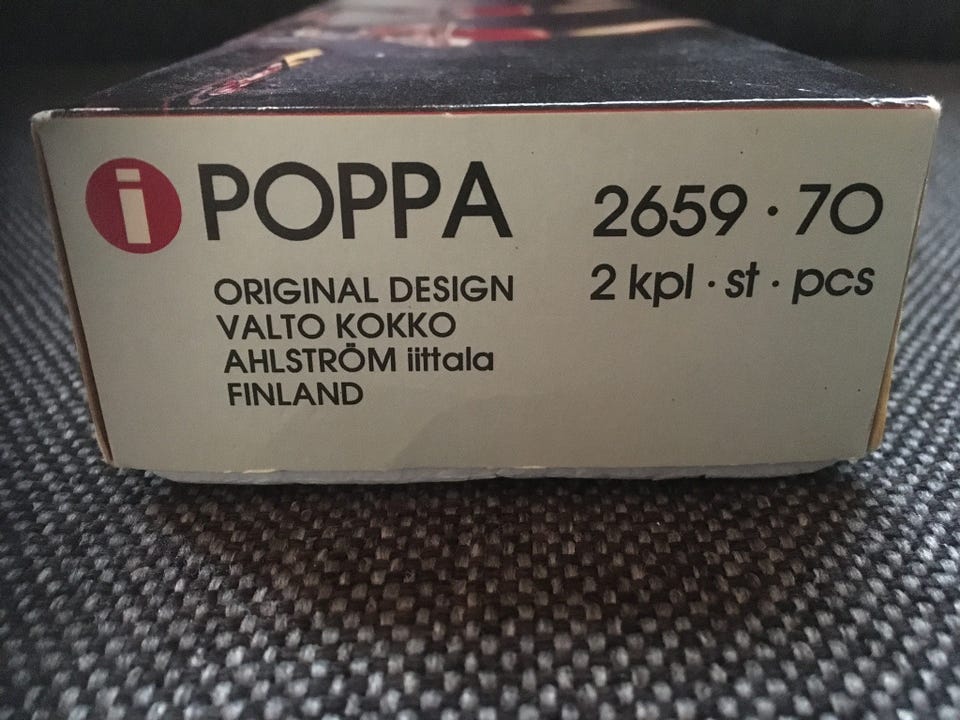 i POPPA
ORIGINAL DESIGN
VALTO KOKKO
AHLSTRÖM iittala
FINLAND
2659 · 70
2 kpl · st · pcs